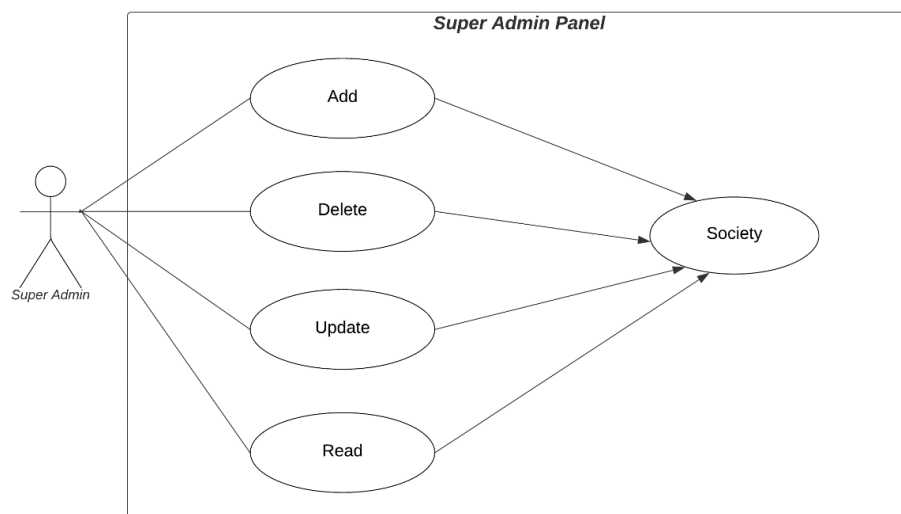 Super Admin Panel
Add
Delete
Society
Super Admin
Update
Read